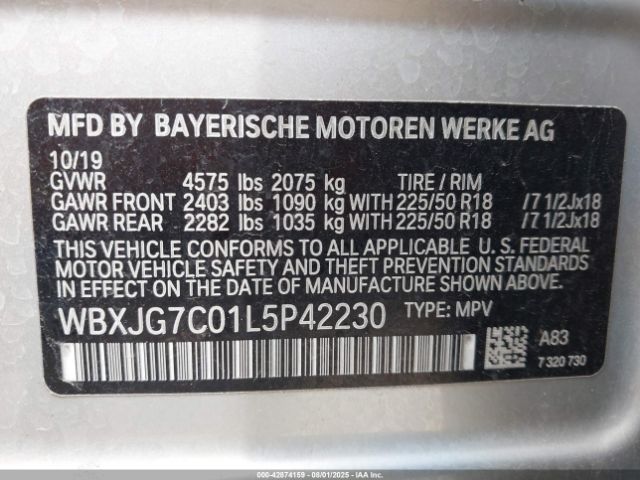 MFD BY BAYERISCHE MOTOREN WERKE AG
10/19
GVWR 4575 lbs 2075 kg TIRE / RIM
GAWR FRONT 2403 lbs 1090 kg WITH 225/50 R18 /7 1/2Jx18
GAWR REAR 2282 lbs 1035 kg WITH 225/50 R18 /7 1/2Jx18
THIS VEHICLE CONFORMS TO ALL APPLICABLE U. S. FEDERAL
MOTOR VEHICLE SAFETY AND THEFT PREVENTION STANDARDS
IN EFFECT ON THE DATE OF MANUFACTURE SHOWN ABOVE.
WBXJG7C01L5P42230 TYPE: MPV
A83
7 320 730
000-42874159 - 08/01/2025 - IAAI.com